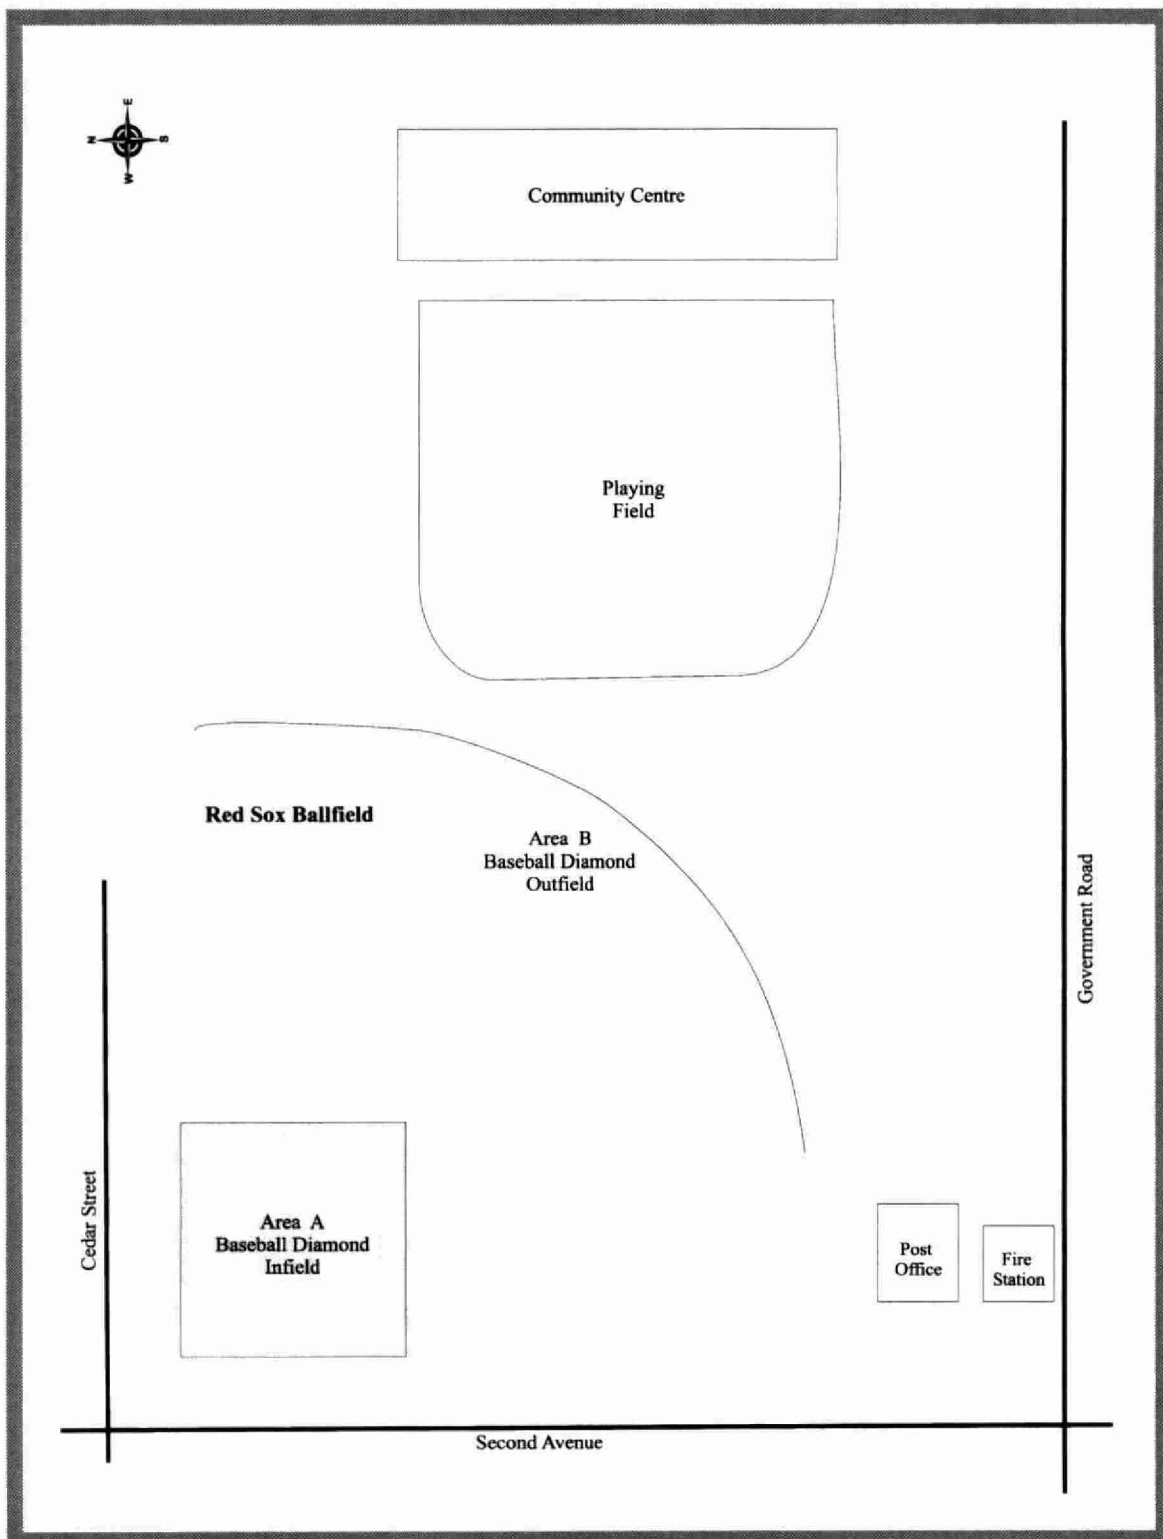 E
N
S
W
Community Centre
Playing
Field
Red Sox Ballfield
Area B
Baseball Diamond
Outfield
Government Road
Cedar Street
Area A
Baseball Diamond
Infield
Post
Office
Fire
Station
Second Avenue